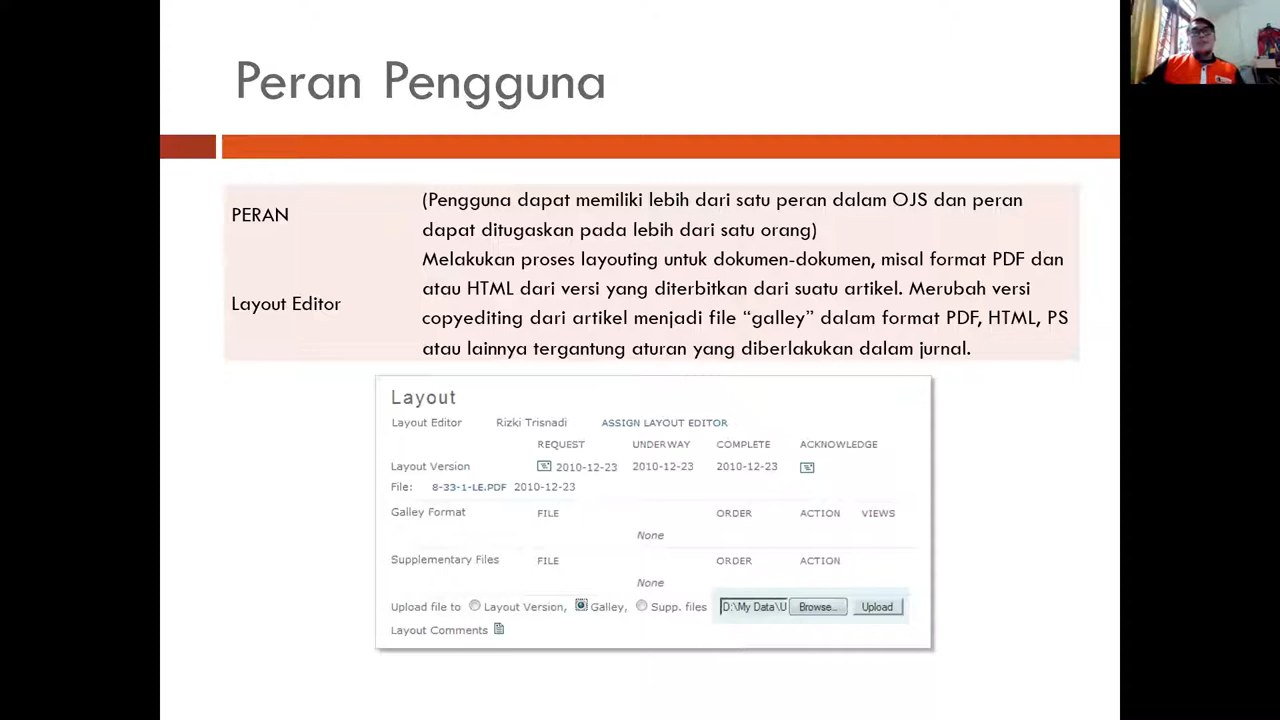 Peran Pengguna
PERAN
(Pengguna dapat memiliki lebih dari satu peran dalam OJS dan peran
dapat ditugaskan pada lebih dari satu orang)
Layout Editor
Melakukan proses layouting untuk dokumen-dokumen, misal format PDF dan
atau HTML dari versi yang diterbitkan dari suatu artikel. Merubah versi
copyediting dari artikel menjadi file “galley” dalam format PDF, HTML, PS
atau lainnya tergantung aturan yang diberlakukan dalam jurnal.
Layout
Layout Editor Rizki Trisnadi ASSIGN LAYOUT EDITOR
REQUEST UNDERWAY COMPLETE ACKNOWLEDGE
Layout Version 2010-12-23 2010-12-23 2010-12-23
File: 8-33-1-LE.PDF 2010-12-23
Galley Format FILE ORDER ACTION VIEWS
None
Supplementary Files FILE ORDER ACTION
None
Upload file to Layout Version, Galley, Supp. files D:\My Data\U Browse... Upload
Layout Comments